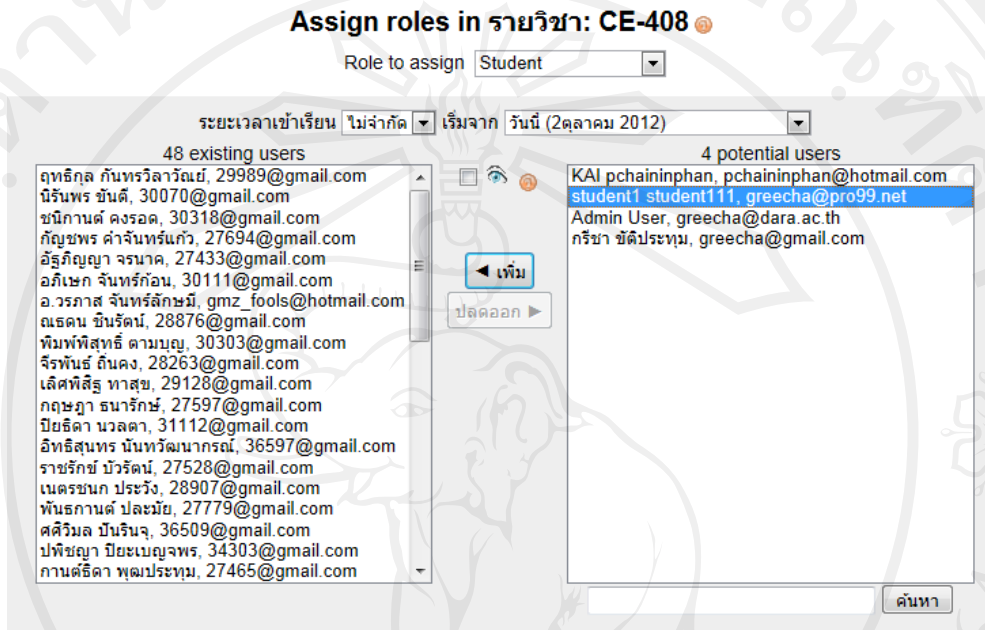 Assign roles in รายวิชา: CE-408
Role to assign Student
ระยะเวลาเข้าเรียน ไม่จำกัด เริ่มจาก วันนี้ (2ตุลาคม 2012)
48 existing users
ฤทธิกุล กันทรวิลาวัณย์, 29989@gmail.com
นิรันพร ขันดี, 30070@gmail.com
ชนิกานต์ คงรอด, 30318@gmail.com
กัญชพร คำจันทร์แก้ว, 27694@gmail.com
อัฐภิญญา จรนาค, 27433@gmail.com
อภิเษก จันทร์ก้อน, 30111@gmail.com
อ.วรภาส จันทร์ลักษมี, gmz_fools@hotmail.com
ณธดน ชินรัตน์, 28876@gmail.com
พิมพ์พิสุทธิ์ ตามบุญ, 30303@gmail.com
จีรพันธ์ ถิ่นคง, 28263@gmail.com
เลิศพิสิฐ ทาสุข, 29128@gmail.com
กฤษฎา ธนารักษ์, 27597@gmail.com
ปิยธิดา นวลตา, 31112@gmail.com
อิทธิสุนทร นันทวัฒนากรณ์, 36597@gmail.com
ราชรักข์ บัวรัตน์, 27528@gmail.com
เนตรชนก ประวัง, 28907@gmail.com
พันธกานต์ ปละมัย, 27779@gmail.com
ศศิวิมล ปันรินจุ, 36509@gmail.com
ปพิชญา ปิยะเบญจพร, 34303@gmail.com
กานต์ธิดา พุฒประทุม, 27465@gmail.com
◄ เพิ่ม
ปลดออก ►
4 potential users
KAI pchaininphan, pchaininphan@hotmail.com
student1 student111, greecha@pro99.net
Admin User, greecha@dara.ac.th
กรีชา ขัติประทุม, greecha@gmail.com
ค้นหา